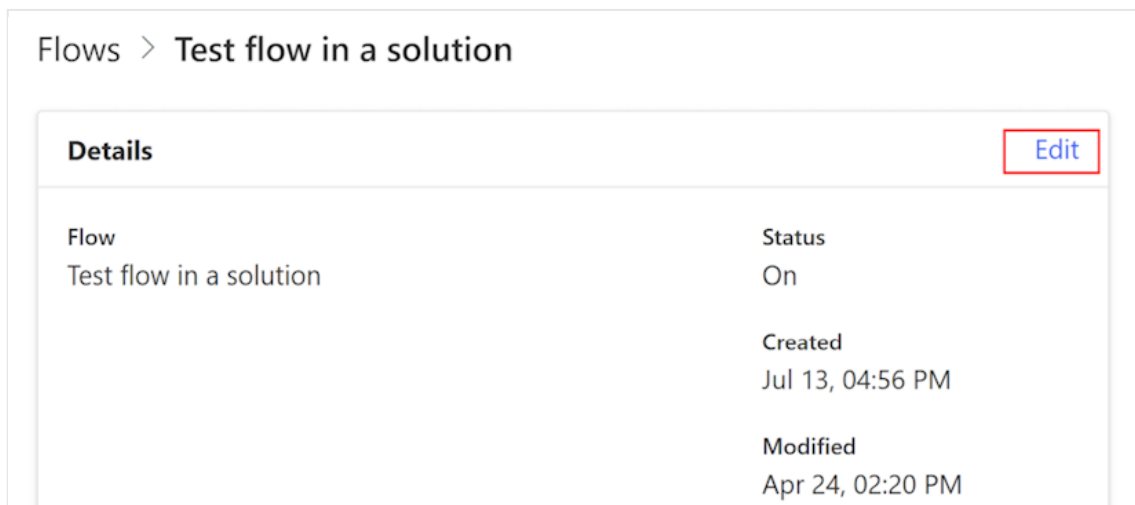 Flows > Test flow in a solution
Details
Edit
Flow
Test flow in a solution
Status
On
Created
Jul 13, 04:56 PM
Modified
Apr 24, 02:20 PM